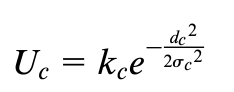 $U_c = k_c e^{-\frac{d_c^2}{2\sigma_c^2}}$